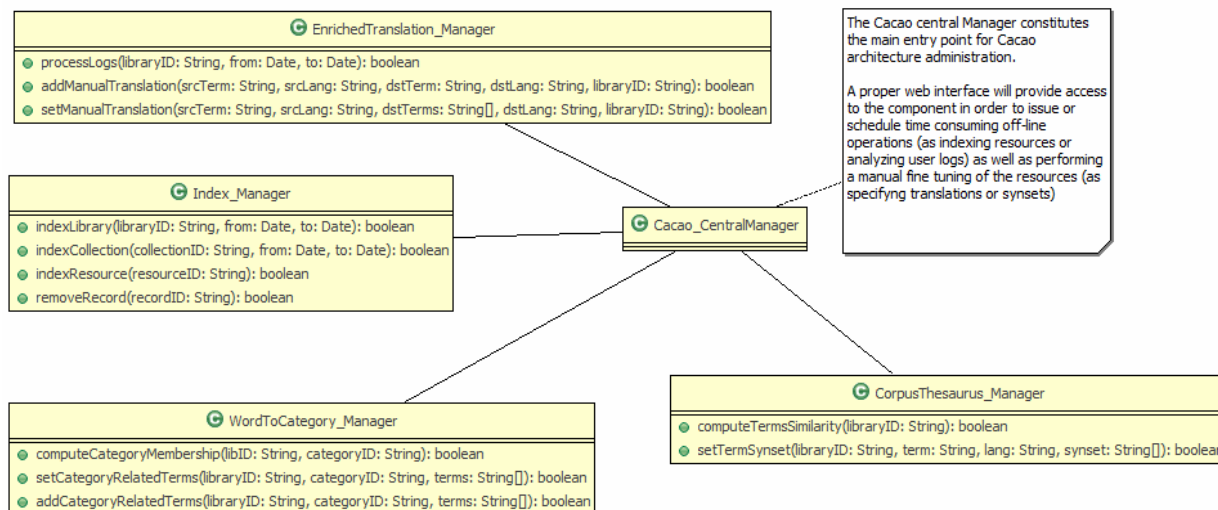 EnrichedTranslation_Manager
processLogs(libraryID: String, from: Date, to: Date): boolean
addManualTranslation(srcTerm: String, srcLang: String, dstTerm: String, dstLang: String, libraryID: String): boolean
setManualTranslation(srcTerm: String, srcLang: String, dstTerms: String[], dstLang: String, libraryID: String): boolean
The Cacao central Manager constitutes
the main entry point for Cacao
architecture administration.
A proper web interface will provide access
to the component in order to issue or
schedule time consuming off-line
operations (as indexing resources or
analyzing user logs) as well as performing
a manual fine tuning of the resources (as
specifying translations or synsets)
Index_Manager
indexLibrary(libraryID: String, from: Date, to: Date): boolean
indexCollection(collectionID: String, from: Date, to: Date): boolean
indexResource(resourceID: String): boolean
removeRecord(recordID: String): boolean
Cacao_CentralManager
WordToCategory_Manager
computeCategoryMembership(libID: String, categoryID: String): boolean
setCategoryRelatedTerms(libraryID: String, categoryID: String, terms: String[]): boolean
addCategoryRelatedTerms(libraryID: String, categoryID: String, terms: String[]): boolean
CorpusThesaurus_Manager
computeTermsSimilarity(libraryID: String): boolean
setTermSynset(libraryID: String, term: String, lang: String, synset: String[]): boolean